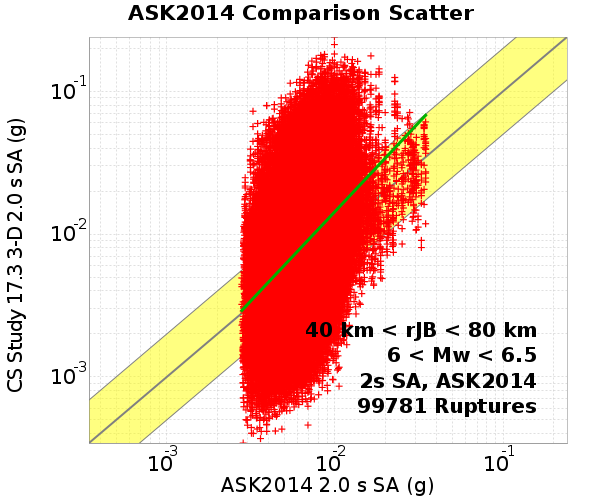 ASK2014 Comparison Scatter
CS Study 17.3 3-D 2.0 s SA (g)
10-1
10-2
10-3
40 km < rJB < 80 km
6 < Mw < 6.5
2s SA, ASK2014
99781 Ruptures
10-3
10-2
10-1
ASK2014 2.0 s SA (g)